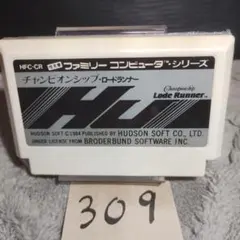 HFC-CR ファミリー コンピュータ・シリーズ
チャンピオンシップ・ロードランナー
Championship
Lode Runner
HUDSON SOFT © 1984 PUBLISHED BY HUDSON SOFT CO., LTD.
UNDER LICENSE FROM BRODERBUND SOFTWARE INC.
309